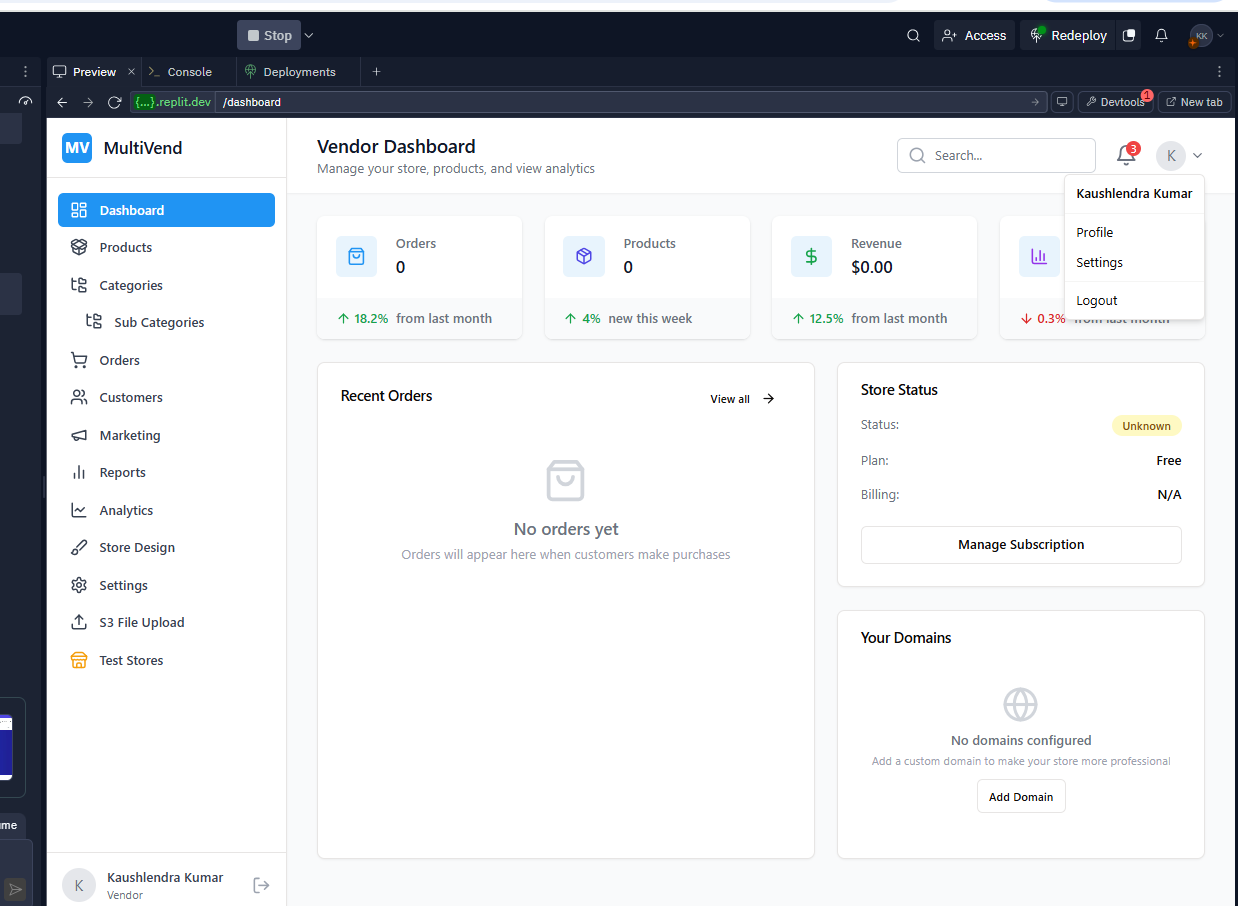 Stop
Access
Redeploy
KK
Preview
Console
Deployments
{...}.replit.dev
/dashboard
Devtools
1
New tab
MV
MultiVend
Dashboard
Products
Categories
Sub Categories
Orders
Customers
Marketing
Reports
Analytics
Store Design
Settings
S3 File Upload
Test Stores
K
Kaushlendra Kumar
Vendor
Vendor Dashboard
Manage your store, products, and view analytics
Search...
3
K
Kaushlendra Kumar
Profile
Settings
Logout
Orders
0
18.2% from last month
Products
0
4% new this week
Revenue
$0.00
12.5% from last month
0.3% from last month
Recent Orders
View all
No orders yet
Orders will appear here when customers make purchases
Store Status
Status:
Unknown
Plan:
Free
Billing:
N/A
Manage Subscription
Your Domains
No domains configured
Add a custom domain to make your store more professional
Add Domain